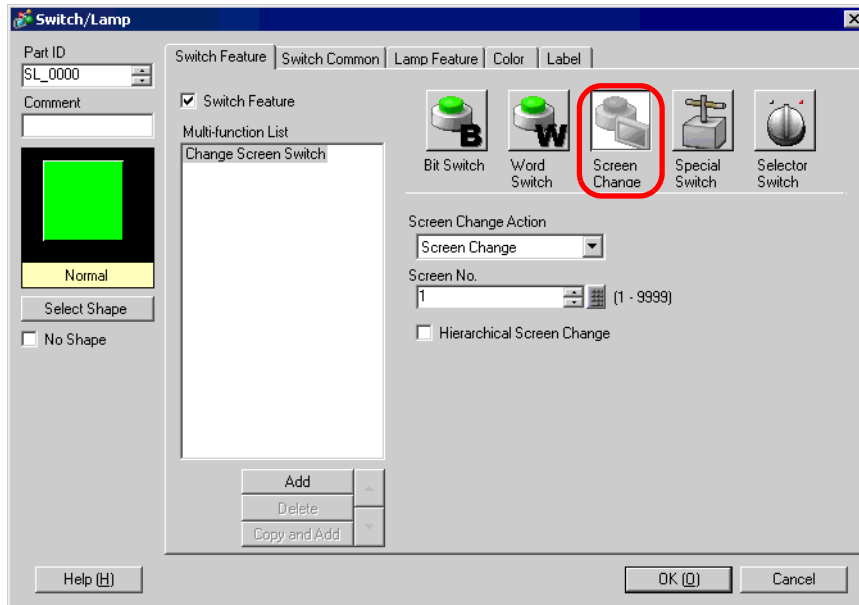 Switch/Lamp
Part ID
SL_0000
Comment
Normal
Select Shape
No Shape
Switch Feature
Switch Common
Lamp Feature
Color
Label
Switch Feature
Multi-function List
Change Screen Switch
Add
Delete
Copy and Add
B
Bit Switch
W
Word
Switch
Screen
Change
Special
Switch
Selector
Switch
Screen Change Action
Screen Change
Screen No.
1 (1 - 9999)
Hierarchical Screen Change
Help (H)
OK (O)
Cancel